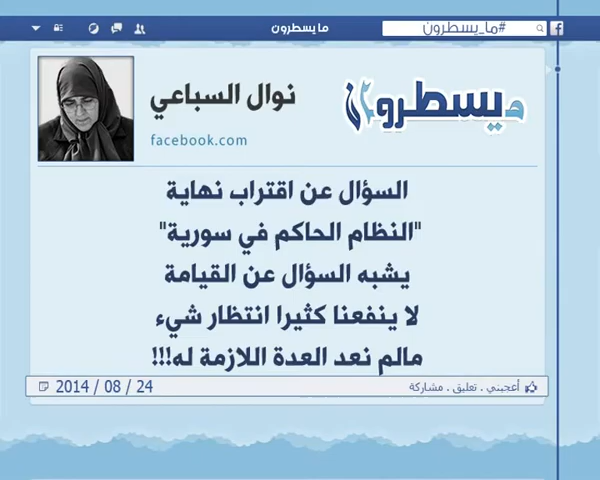 #ما_يسطرون
ما يسطرون
ما يسطرون
نوال السباعي
facebook.com
السؤال عن اقتراب نهاية
"النظام الحاكم في سورية"
يشبه السؤال عن القيامة
لا ينفعنا كثيرا انتظار شيء
مالم نعد العدة اللازمة له!!!
أعجبني . تعليق . مشاركة
2014 / 08 / 24